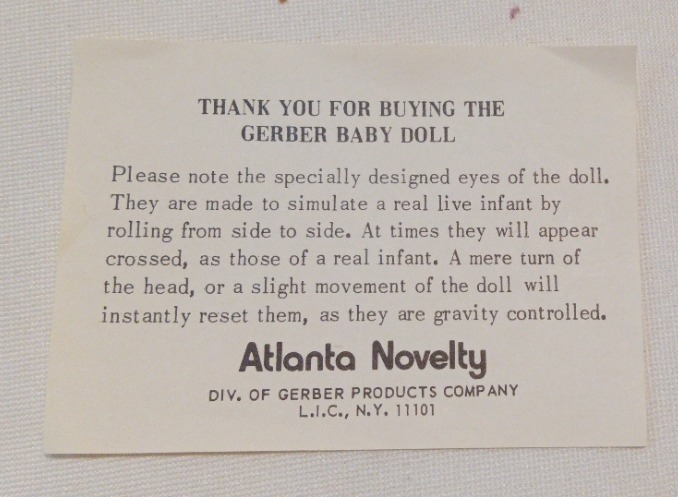 THANK YOU FOR BUYING THE
GERBER BABY DOLL
Please note the specially designed eyes of the doll.
They are made to simulate a real live infant by
rolling from side to side. At times they will appear
crossed, as those of a real infant. A mere turn of
the head, or a slight movement of the doll will
instantly reset them, as they are gravity controlled.
Atlanta Novelty
DIV. OF GERBER PRODUCTS COMPANY
L.I.C., N.Y. 11101